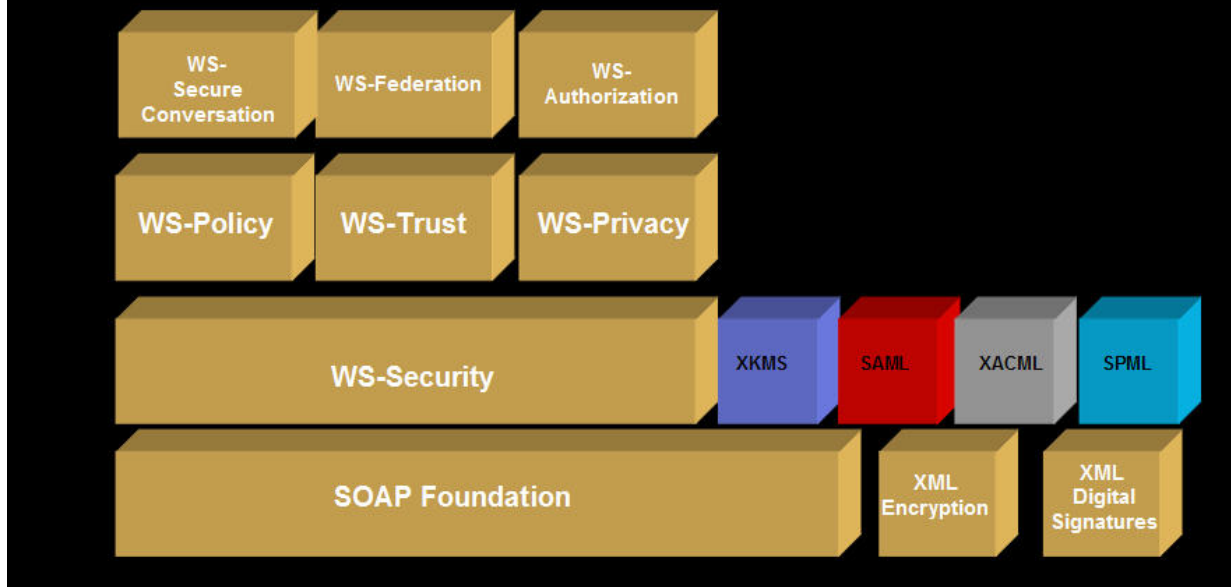 WS-
Secure
Conversation
WS-Federation
WS-
Authorization
WS-Policy
WS-Trust
WS-Privacy
WS-Security
XKMS
SAML
XACML
SPML
SOAP Foundation
XML
Encryption
XML
Digital
Signatures